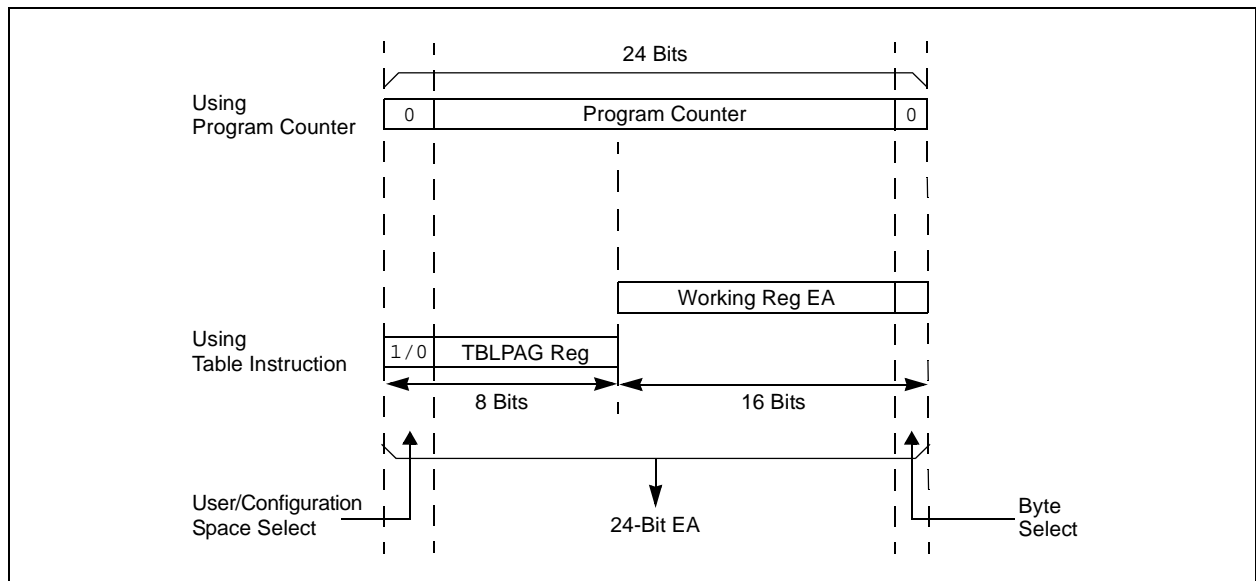 24 Bits
Using
Program Counter
0
Program Counter
0
Working Reg EA
Using
Table Instruction
1/0
TBLPAG Reg
8 Bits
16 Bits
User/Configuration
Space Select
24-Bit EA
Byte
Select